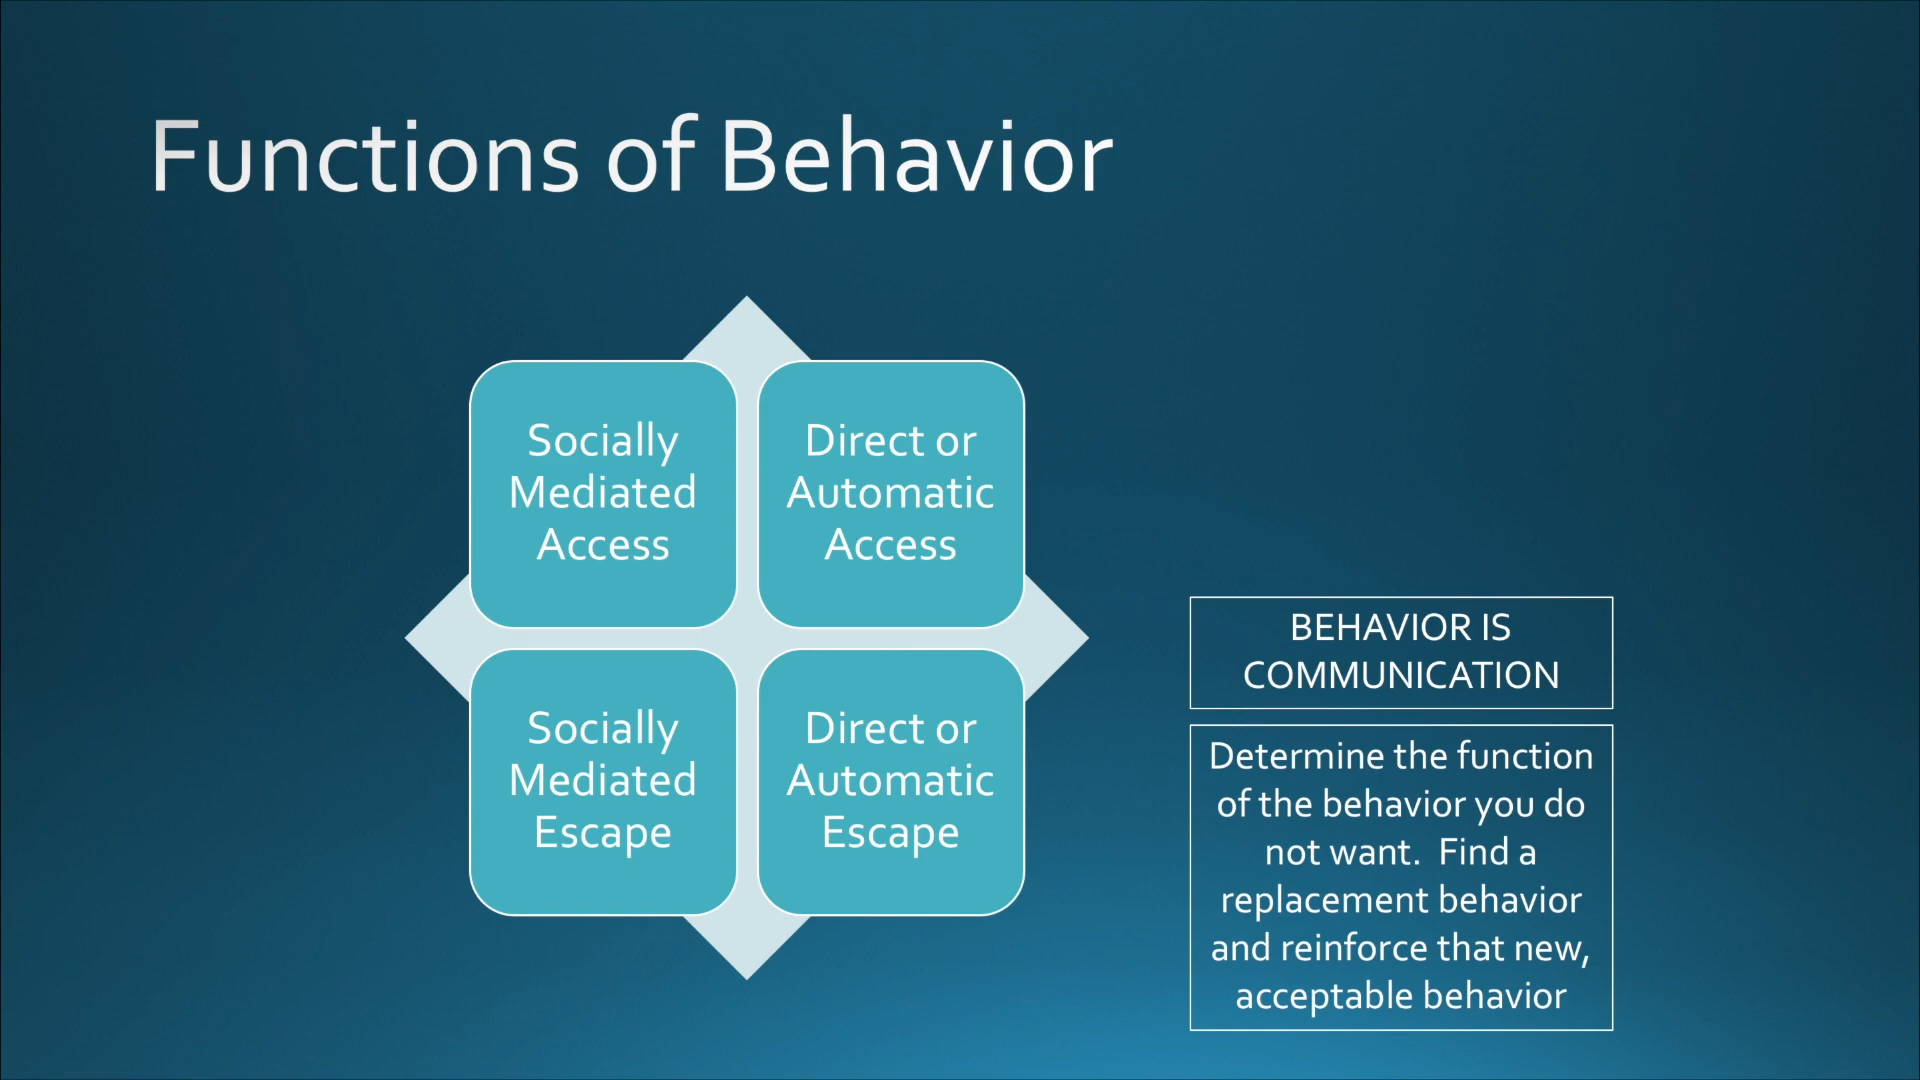 Functions of Behavior
Socially
Mediated
Access
Direct or
Automatic
Access
Socially
Mediated
Escape
Direct or
Automatic
Escape
BEHAVIOR IS
COMMUNICATION
Determine the function
of the behavior you do
not want.  Find a
replacement behavior
and reinforce that new,
acceptable behavior